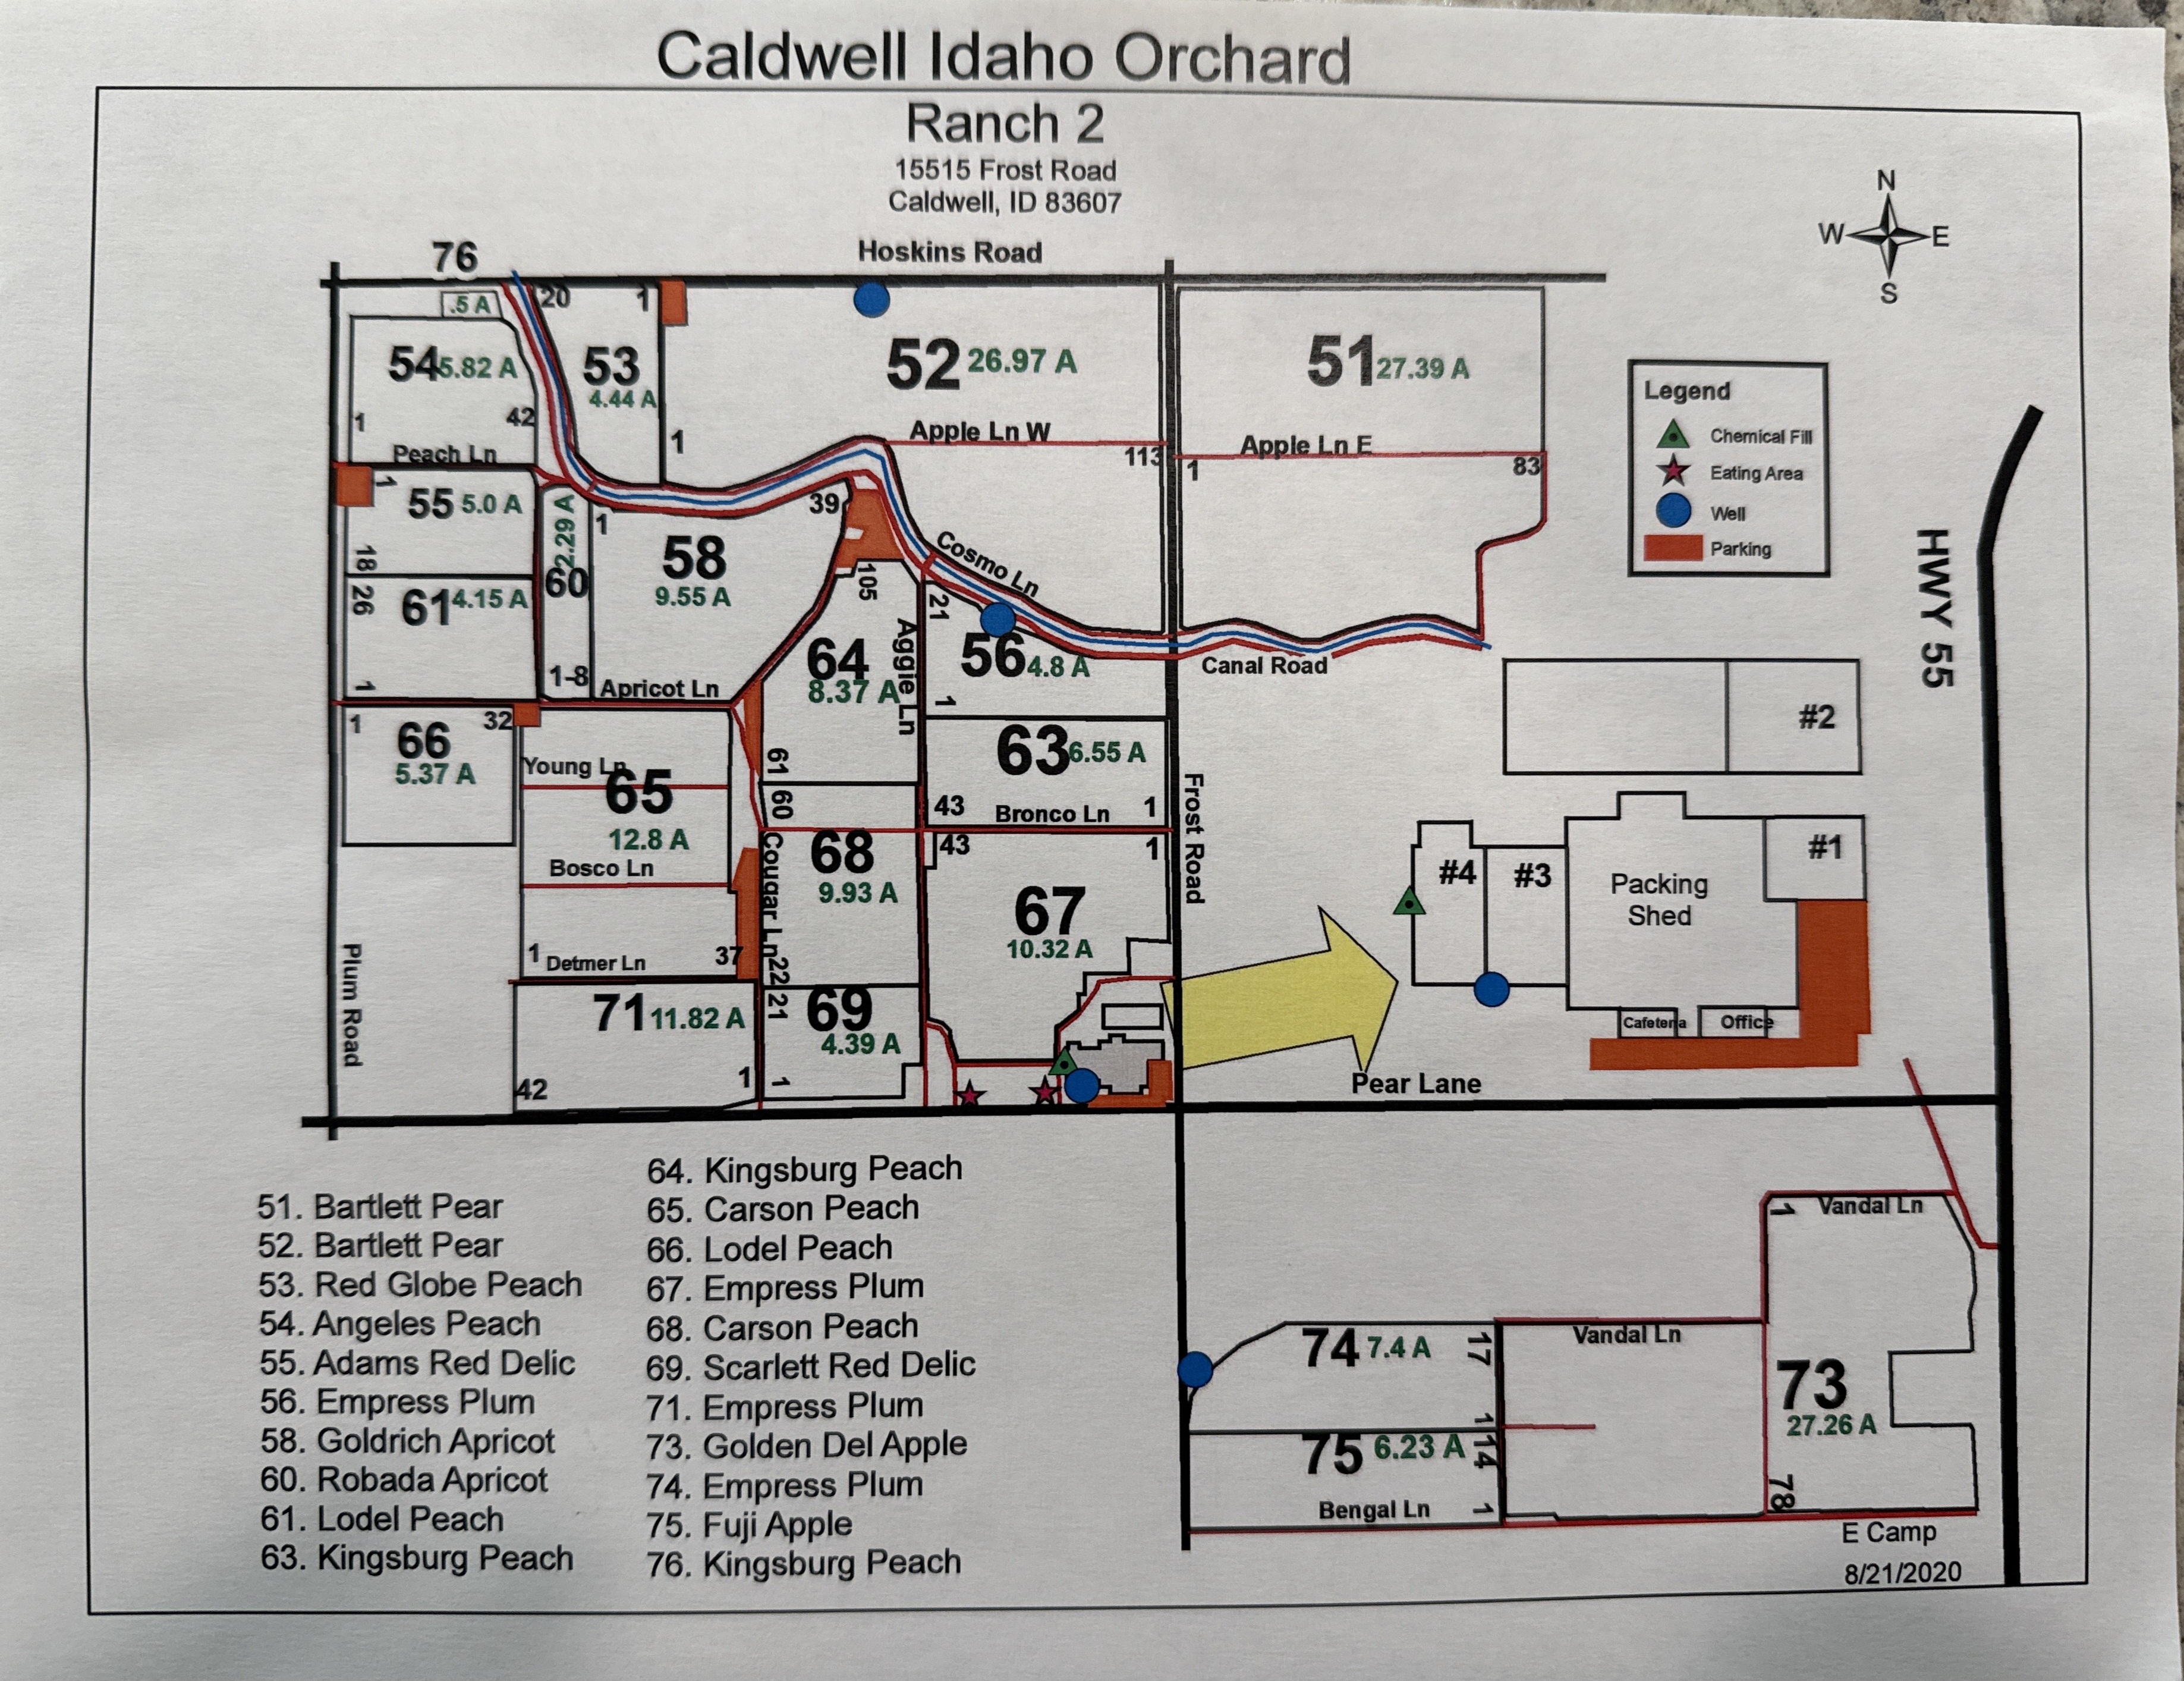 Caldwell Idaho Orchard
Ranch 2
15515 Frost Road
Caldwell, ID 83607
N
W E
S
Hoskins Road
76
.5 A
20
1
54 5.82 A
1
42
53
4.44 A
52 26.97 A
1
Apple Ln W
113
51 27.39 A
Apple Ln E
1
83
Legend
Chemical Fill
Eating Area
Well
Parking
HWY 55
Peach Ln
1
55 5.0 A
18
2.29 A
60
1-8
1
58
9.55 A
39
105
Cosmo Ln
26
61 4.15 A
1
Apricot Ln
64
8.37 A
61
Aggie Ln
21
56 4.8 A
1
Canal Road
1
32
66
5.37 A
Young Ln
65
12.8 A
Bosco Ln
1
Detmer Ln
37
60
63 6.55 A
43
Bronco Ln
1
Frost Road
68
9.93 A
Cougar Ln
22
43
1
67
10.32 A
Plum Road
71 11.82 A
42
1
21
69
4.39 A
1
#2
#4
#3
Packing
Shed
#1
Cafeteria
Office
Pear Lane
Vandal Ln
1
74 7.4 A
17
1
Vandal Ln
73
27.26 A
78
75 6.23 A
14
1
Bengal Ln
E Camp
8/21/2020
51. Bartlett Pear
52. Bartlett Pear
53. Red Globe Peach
54. Angeles Peach
55. Adams Red Delic
56. Empress Plum
58. Goldrich Apricot
60. Robada Apricot
61. Lodel Peach
63. Kingsburg Peach
64. Kingsburg Peach
65. Carson Peach
66. Lodel Peach
67. Empress Plum
68. Carson Peach
69. Scarlett Red Delic
71. Empress Plum
73. Golden Del Apple
74. Empress Plum
75. Fuji Apple
76. Kingsburg Peach